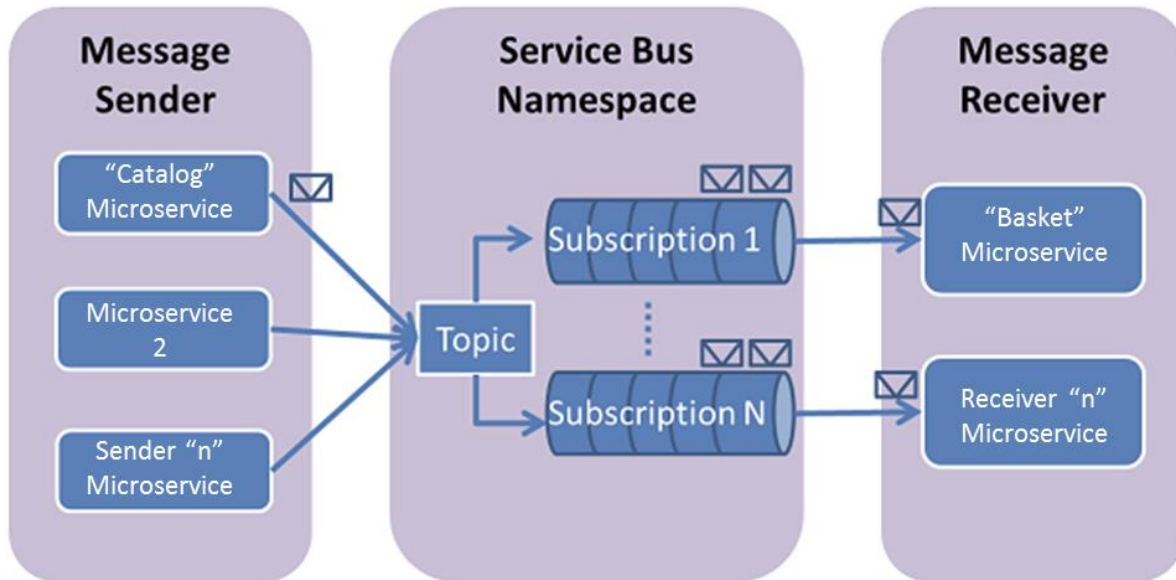 Message
Sender
“Catalog”
Microservice
Microservice
2
Sender “n”
Microservice
Service Bus
Namespace
Topic
Subscription 1
Subscription N
Message
Receiver
“Basket”
Microservice
Receiver “n”
Microservice